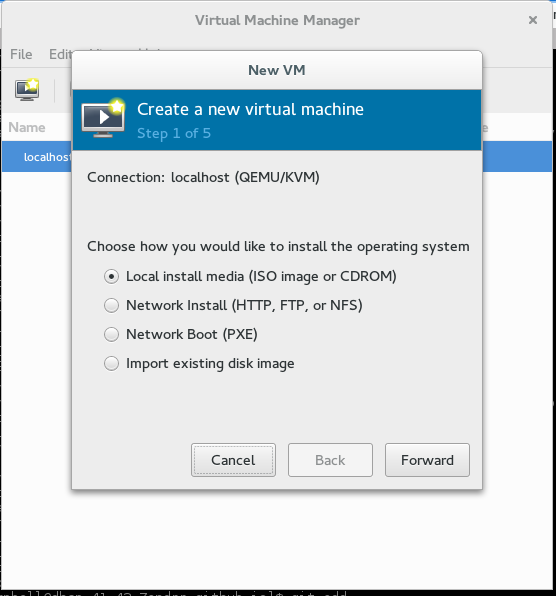 Virtual Machine Manager
File Edit
New VM
Create a new virtual machine
Step 1 of 5
Name
localhost
Connection: localhost (QEMU/KVM)
Choose how you would like to install the operating system
Local install media (ISO image or CDROM)
Network Install (HTTP, FTP, or NFS)
Network Boot (PXE)
Import existing disk image
Cancel Back Forward